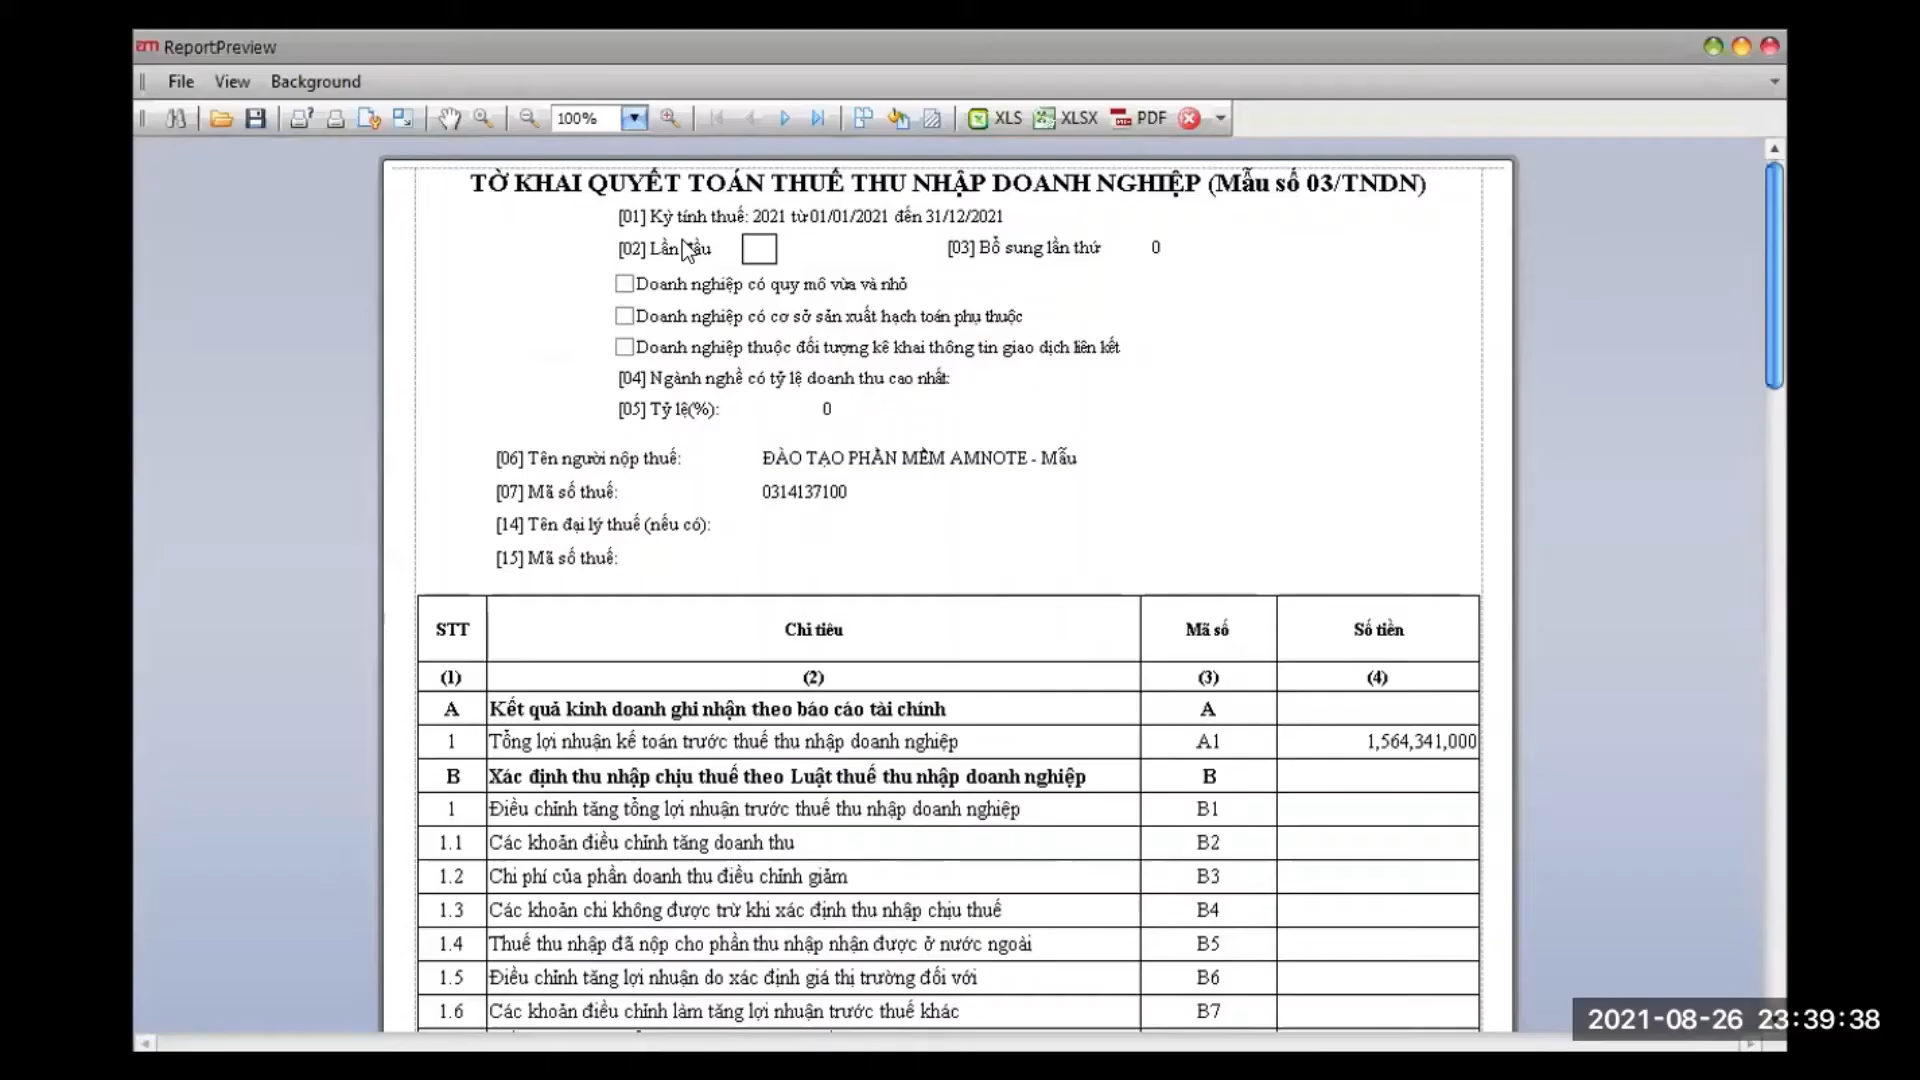 am ReportPreview
File View Background
100% XLS XLSX PDF
TỜ KHAI QUYẾT TOÁN THUẾ THU NHẬP DOANH NGHIỆP (Mẫu số 03/TNDN)
[01] Kỳ tính thuế: 2021 từ 01/01/2021 đến 31/12/2021
[02] Lần đầu [03] Bổ sung lần thứ 0
Doanh nghiệp có quy mô vừa và nhỏ
Doanh nghiệp có cơ sở sản xuất hạch toán phụ thuộc
Doanh nghiệp thuộc đối tượng kê khai thông tin giao dịch liên kết
[04] Ngành nghề có tỷ lệ doanh thu cao nhất:
[05] Tỷ lệ(%): 0
[06] Tên người nộp thuế: ĐÀO TẠO PHẦN MỀM AMNOTE - Mẫu
[07] Mã số thuế: 0314137100
[14] Tên đại lý thuế (nếu có):
[15] Mã số thuế:
STT Chỉ tiêu Mã số Số tiền
(1) (2) (3) (4)
A Kết quả kinh doanh ghi nhận theo báo cáo tài chính A
1 Tổng lợi nhuận kế toán trước thuế thu nhập doanh nghiệp A1 1,564,341,000
B Xác định thu nhập chịu thuế theo Luật thuế thu nhập doanh nghiệp B
1 Điều chỉnh tăng tổng lợi nhuận trước thuế thu nhập doanh nghiệp B1
1.1 Các khoản điều chỉnh tăng doanh thu B2
1.2 Chi phí của phần doanh thu điều chỉnh giảm B3
1.3 Các khoản chi không được trừ khi xác định thu nhập chịu thuế B4
1.4 Thuế thu nhập đã nộp cho phần thu nhập nhận được ở nước ngoài B5
1.5 Điều chỉnh tăng lợi nhuận do xác định giá thị trường đối với B6
1.6 Các khoản điều chỉnh làm tăng lợi nhuận trước thuế khác B7
2021-08-26 23:39:38